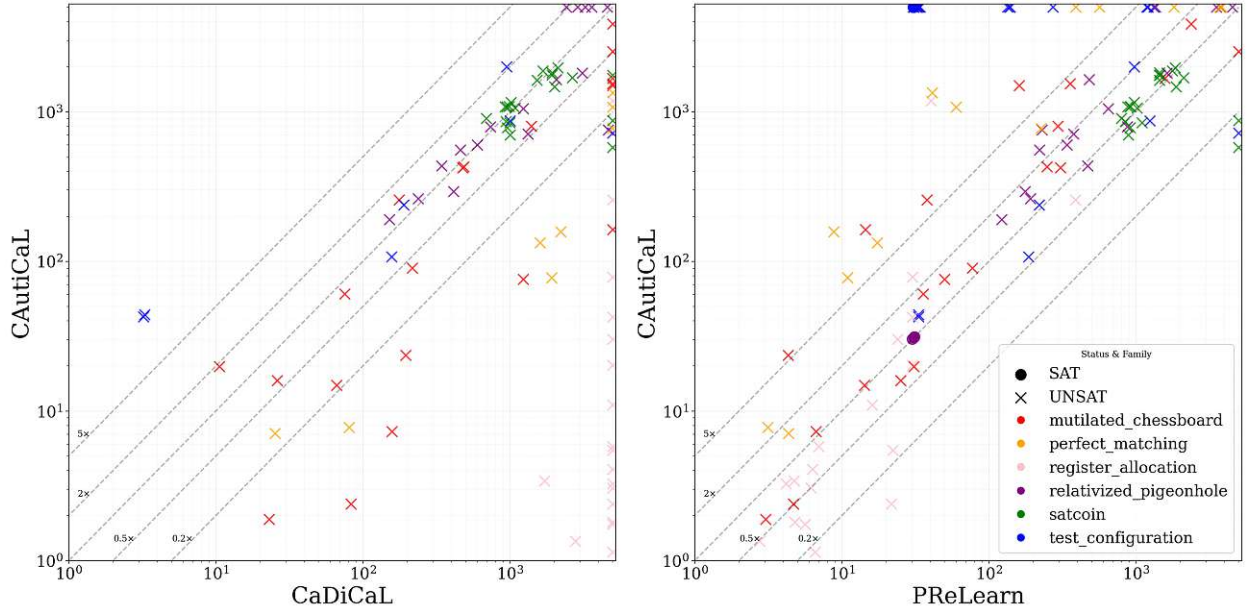 CAutiCaL
10³
10²
10¹
10⁰
5×
2×
0.5×
0.2×
10⁰
10¹
10²
10³
CaDiCaL
CAutiCaL
10³
10²
10¹
10⁰
5×
2×
0.5×
0.2×
10⁰
10¹
10²
10³
PReLearn
Status & Family
SAT
UNSAT
mutilated_chessboard
perfect_matching
register_allocation
relativized_pigeonhole
satcoin
test_configuration